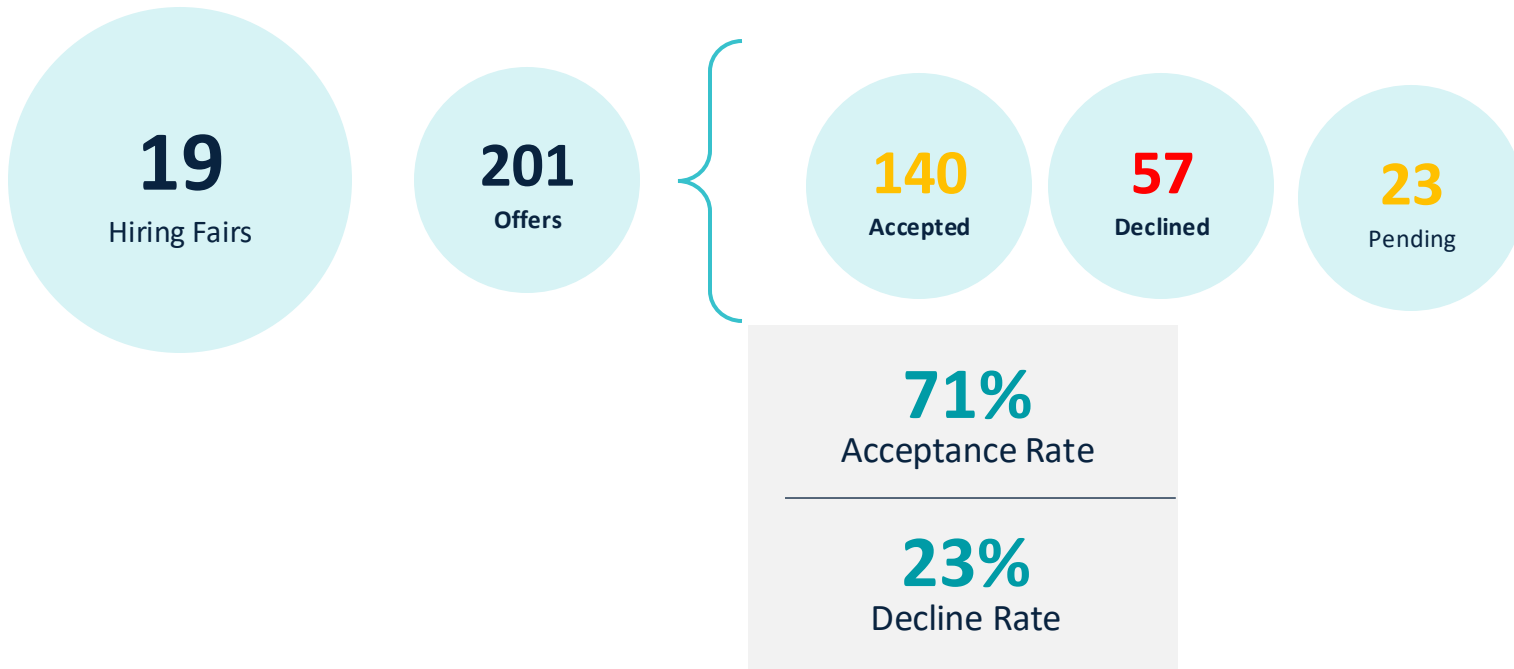 19
Hiring Fairs
201
Offers
140
Accepted
57
Declined
23
Pending
71%
Acceptance Rate
23%
Decline Rate